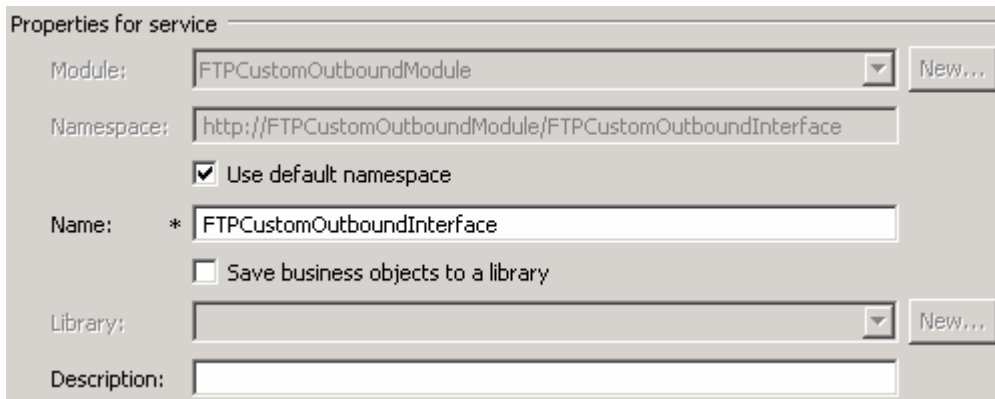 Properties for service
Module: FTPCustomOutboundModule New...
Namespace: http://FTPCustomOutboundModule/FTPCustomOutboundInterface
Use default namespace
Name: * FTPCustomOutboundInterface
Save business objects to a library
Library: New...
Description: